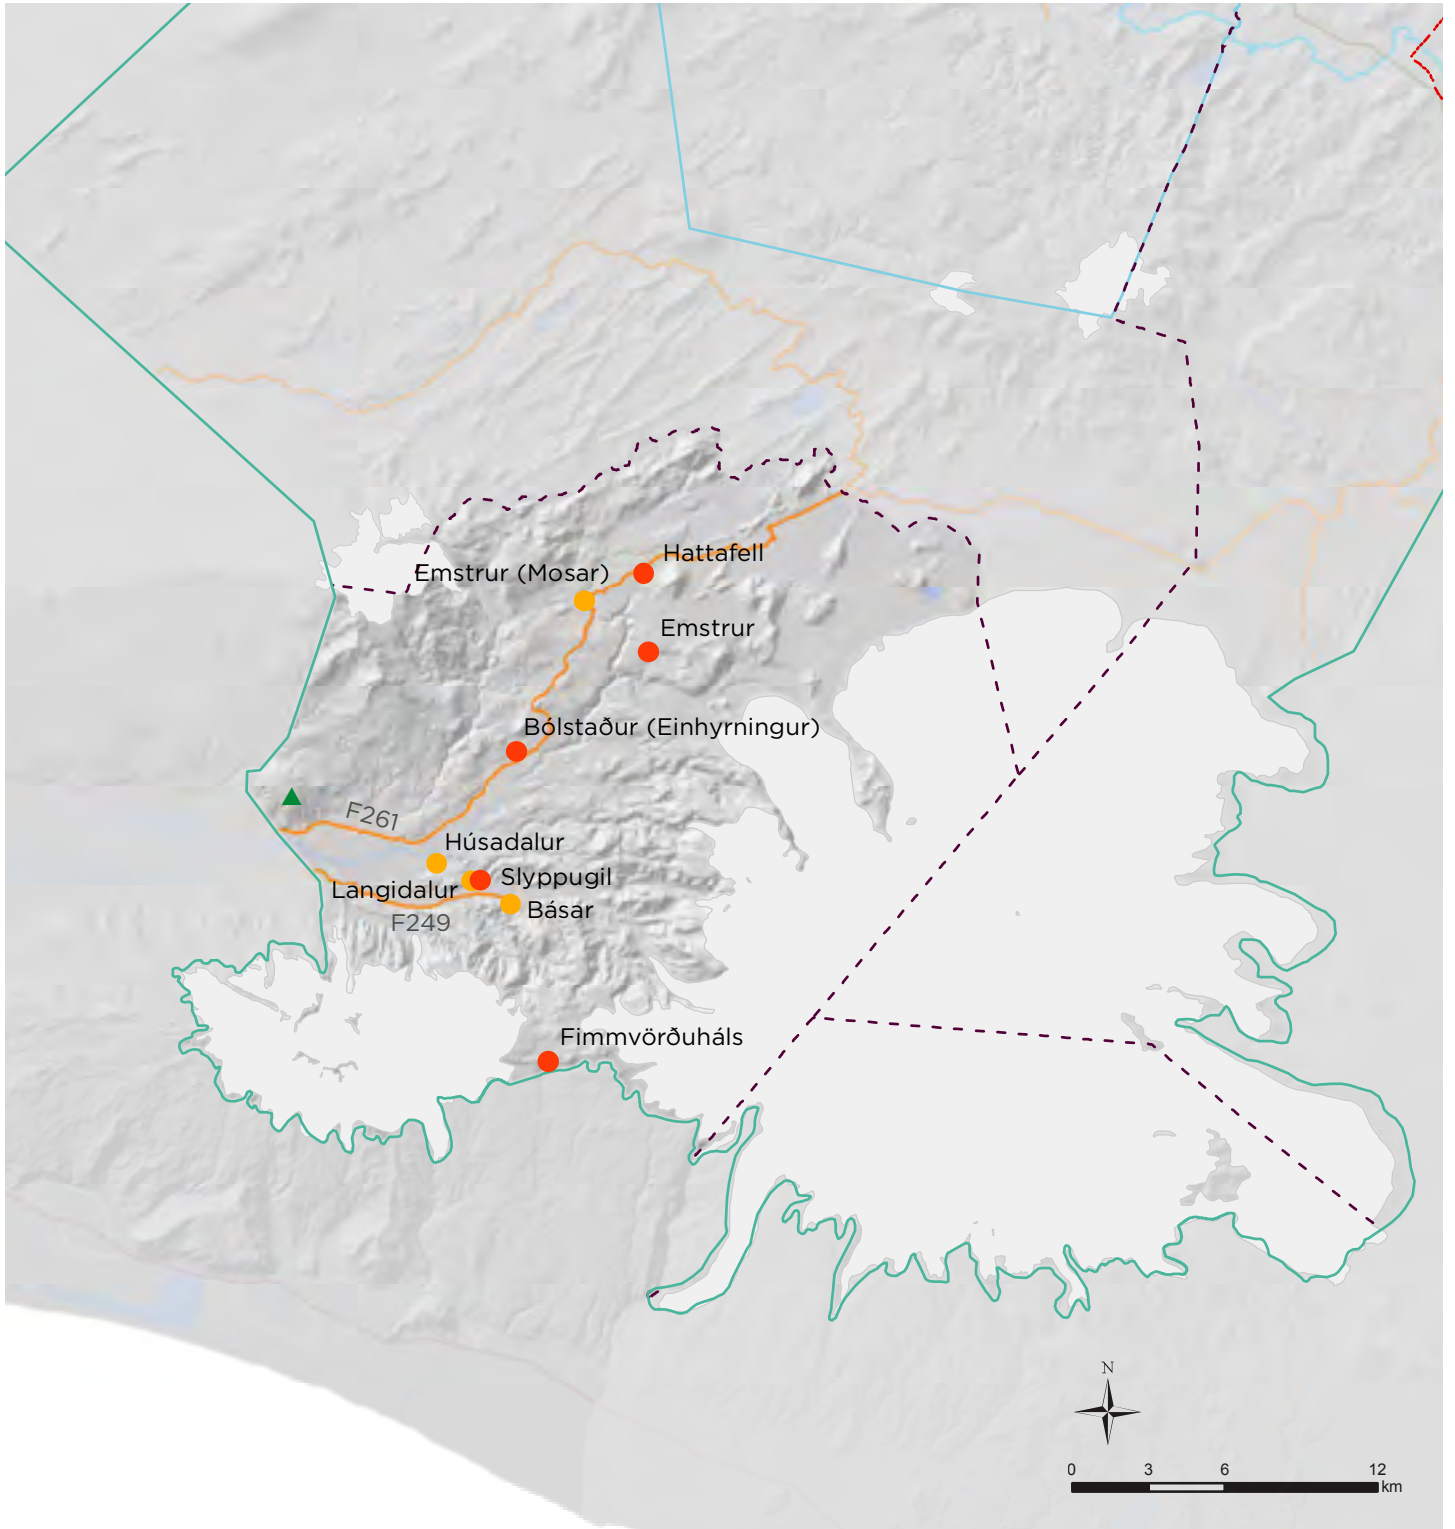 Hattafell
Emstrur (Mosar)
Emstrur
Bólstaður (Einhyrningur)
F261
Húsadalur
Slyppugil
Langidalur
Básar
F249
Fimmvörðuháls
N
0 3 6 12
km